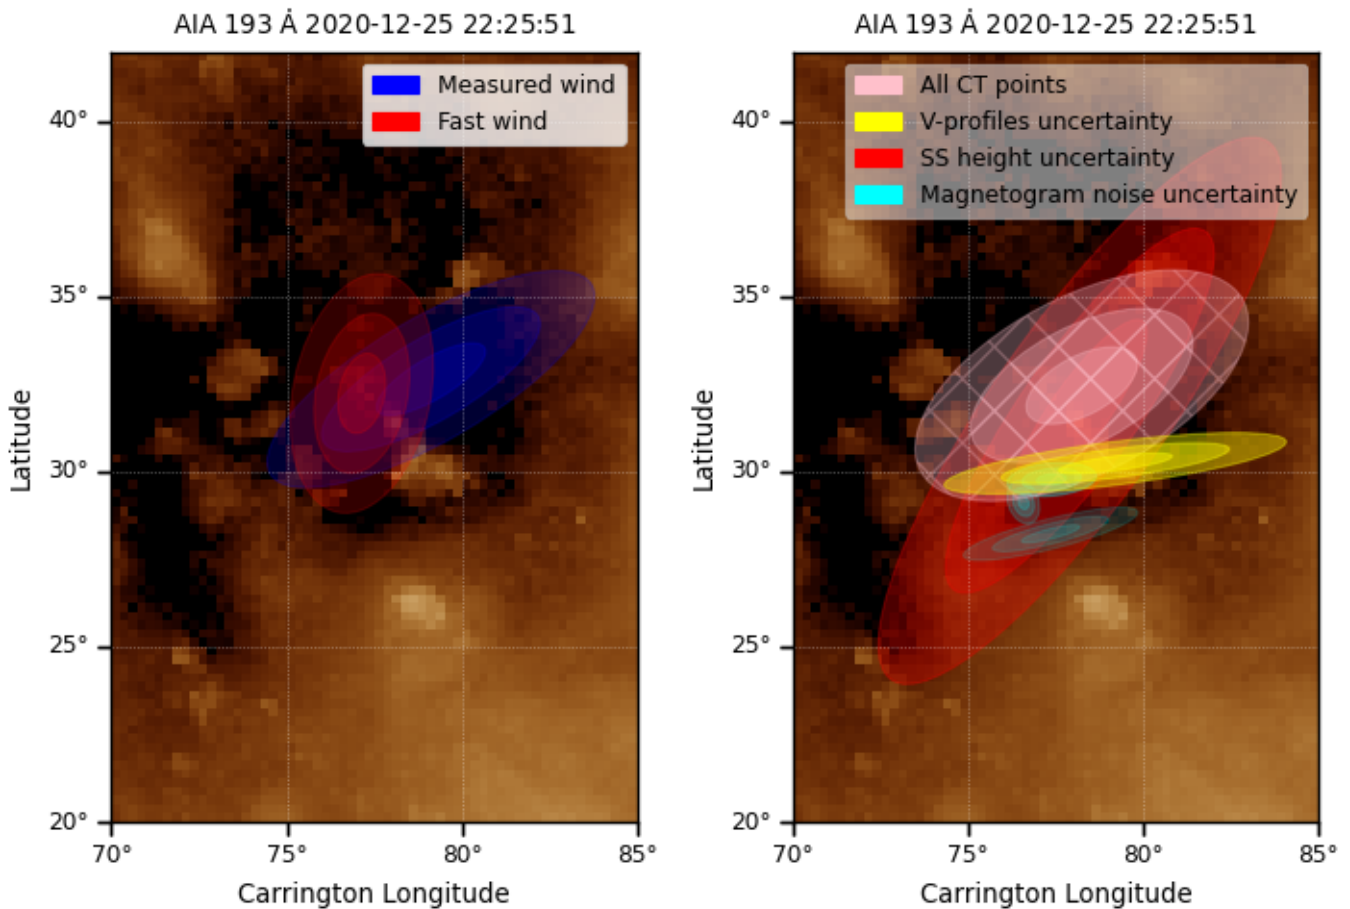 AIA 193 Å 2020-12-25 22:25:51
Measured wind
Fast wind
40°
35°
30°
25°
20°
70°
75°
80°
85°
Latitude
Carrington Longitude
AIA 193 Å 2020-12-25 22:25:51
All CT points
V-profiles uncertainty
SS height uncertainty
Magnetogram noise uncertainty
40°
35°
30°
25°
20°
70°
75°
80°
85°
Latitude
Carrington Longitude